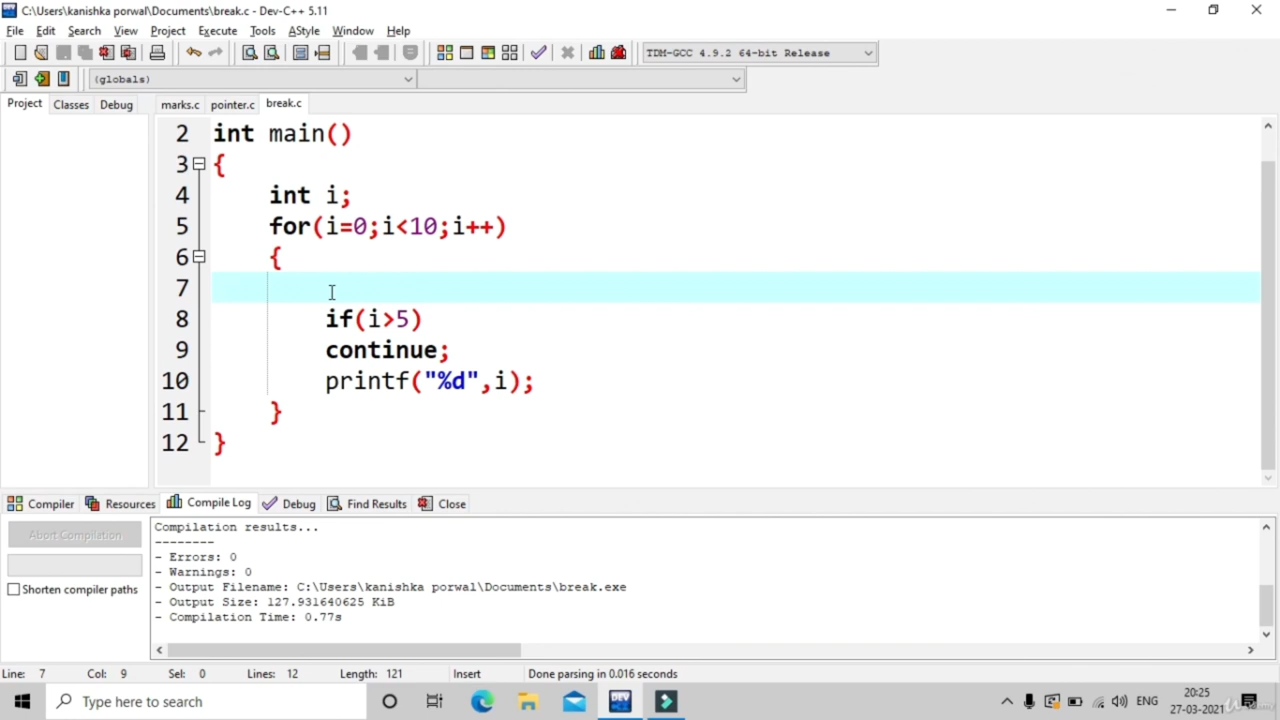 C:\Users\kanishka porwal\Documents\break.c - Dev-C++ 5.11
File Edit Search View Project Execute Tools AStyle Window Help
TDM-GCC 4.9.2 64-bit Release
(globals)
Project Classes Debug marks.c pointer.c break.c
2 int main()
3 {
4 int i;
5 for(i=0;i<10;i++)
6 {
7
8 if(i>5)
9 continue;
10 printf("%d",i);
11 }
12 }
Compiler Resources Compile Log Debug Find Results Close
Abort Compilation
Shorten compiler paths
Compilation results...
--------
- Errors: 0
- Warnings: 0
- Output Filename: C:\Users\kanishka porwal\Documents\break.exe
- Output Size: 127.931640625 KiB
- Compilation Time: 0.77s
Line: 7 Col: 9 Sel: 0 Lines: 12 Length: 121 Insert Done parsing in 0.016 seconds
Type here to search
DEV
ENG
20:25
27-03-2021
Udemy